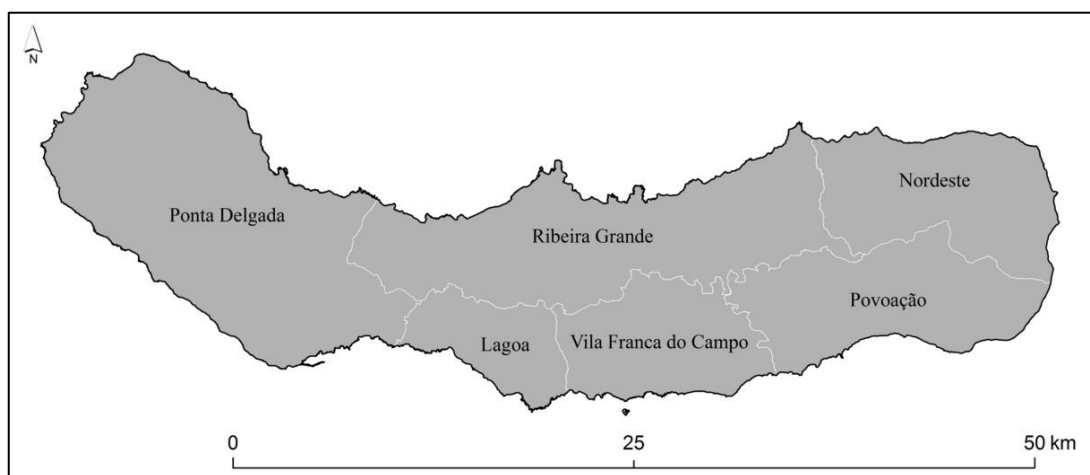 N
Nordeste
Ponta Delgada
Ribeira Grande
Povoação
Lagoa
Vila Franca do Campo
0
25
50 km